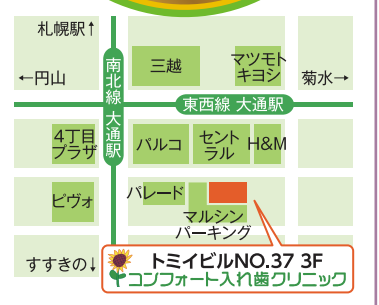 札幌駅↑
三越
マツモト
キヨシ
←円山
菊水→
南北線 大通駅
東西線 大通駅
4丁目
プラザ
パルコ
セント
ラル
H&M
ピヴォ
パレード
マルシン
パーキング
すすきの↓
トミイビルNO.37 3F
コンフォート入れ歯クリニック